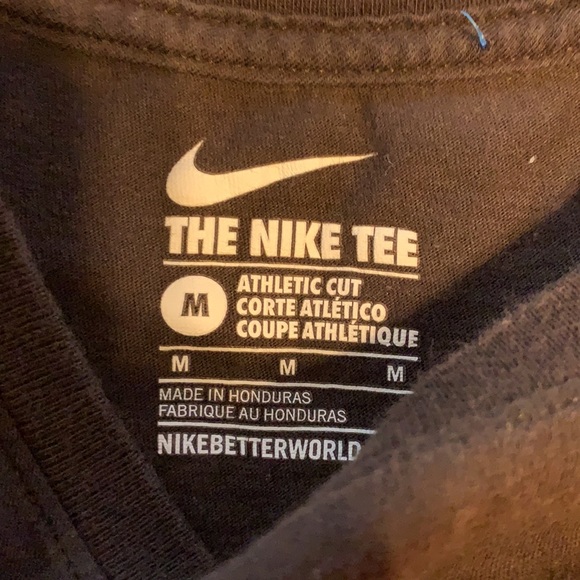 THE NIKE TEE
M
ATHLETIC CUT
CORTE ATLÉTICO
COUPE ATHLÉTIQUE
M M M
MADE IN HONDURAS
FABRIQUE AU HONDURAS
NIKEBETTERWORLD